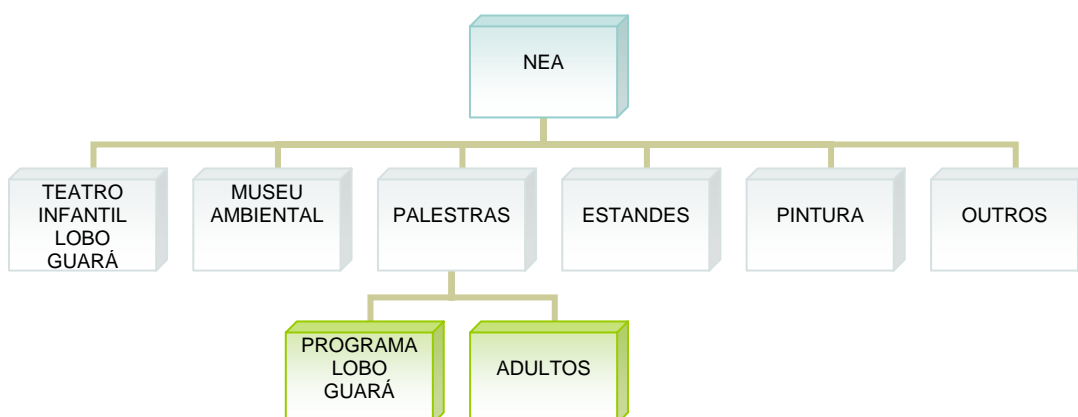 NEA
TEATRO
INFANTIL
LOBO
GUARÁ
MUSEU
AMBIENTAL
PALESTRAS
ESTANDES
PINTURA
OUTROS
PROGRAMA
LOBO
GUARÁ
ADULTOS